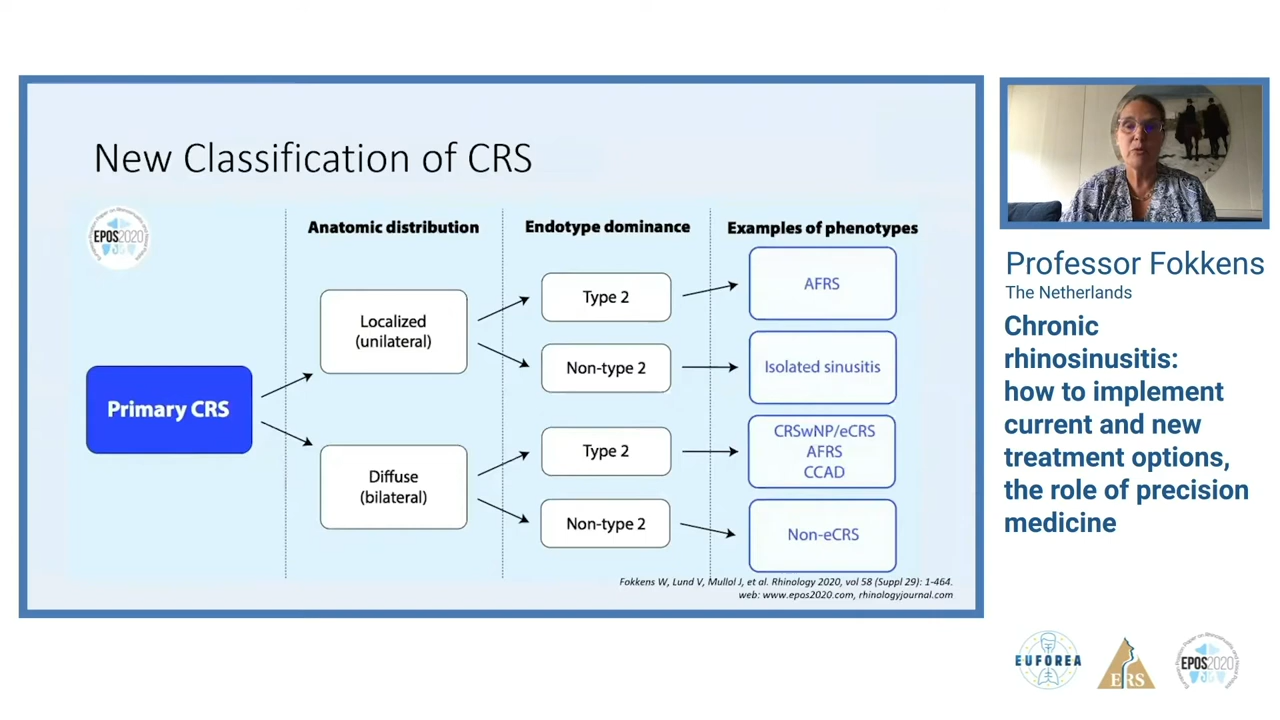 New Classification of CRS
EPOS2020
Anatomic distribution
Endotype dominance
Examples of phenotypes
Primary CRS
Localized
(unilateral)
Type 2
AFRS
Non-type 2
Isolated sinusitis
Diffuse
(bilateral)
Type 2
CRSwNP/eCRS
AFRS
CCAD
Non-type 2
Non-eCRS
Fokkens W, Lund V, Mullol J, et al. Rhinology 2020, vol 58 (Suppl 29): 1-464.
web: www.epos2020.com, rhinologyjournal.com
Professor Fokkens
The Netherlands
Chronic
rhinosinusitis:
how to implement
current and new
treatment options,
the role of precision
medicine
EUFOREA
ERS
EPOS2020